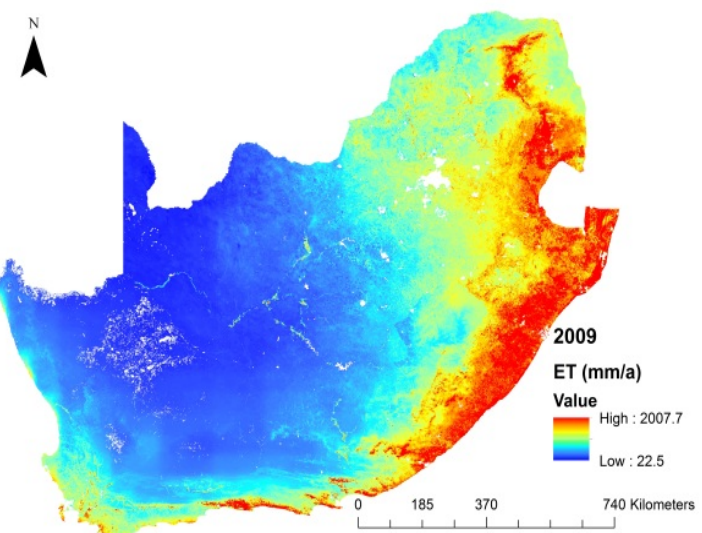 N
2009
ET (mm/a)
Value
High : 2007.7
Low : 22.5
0 185 370 740 Kilometers